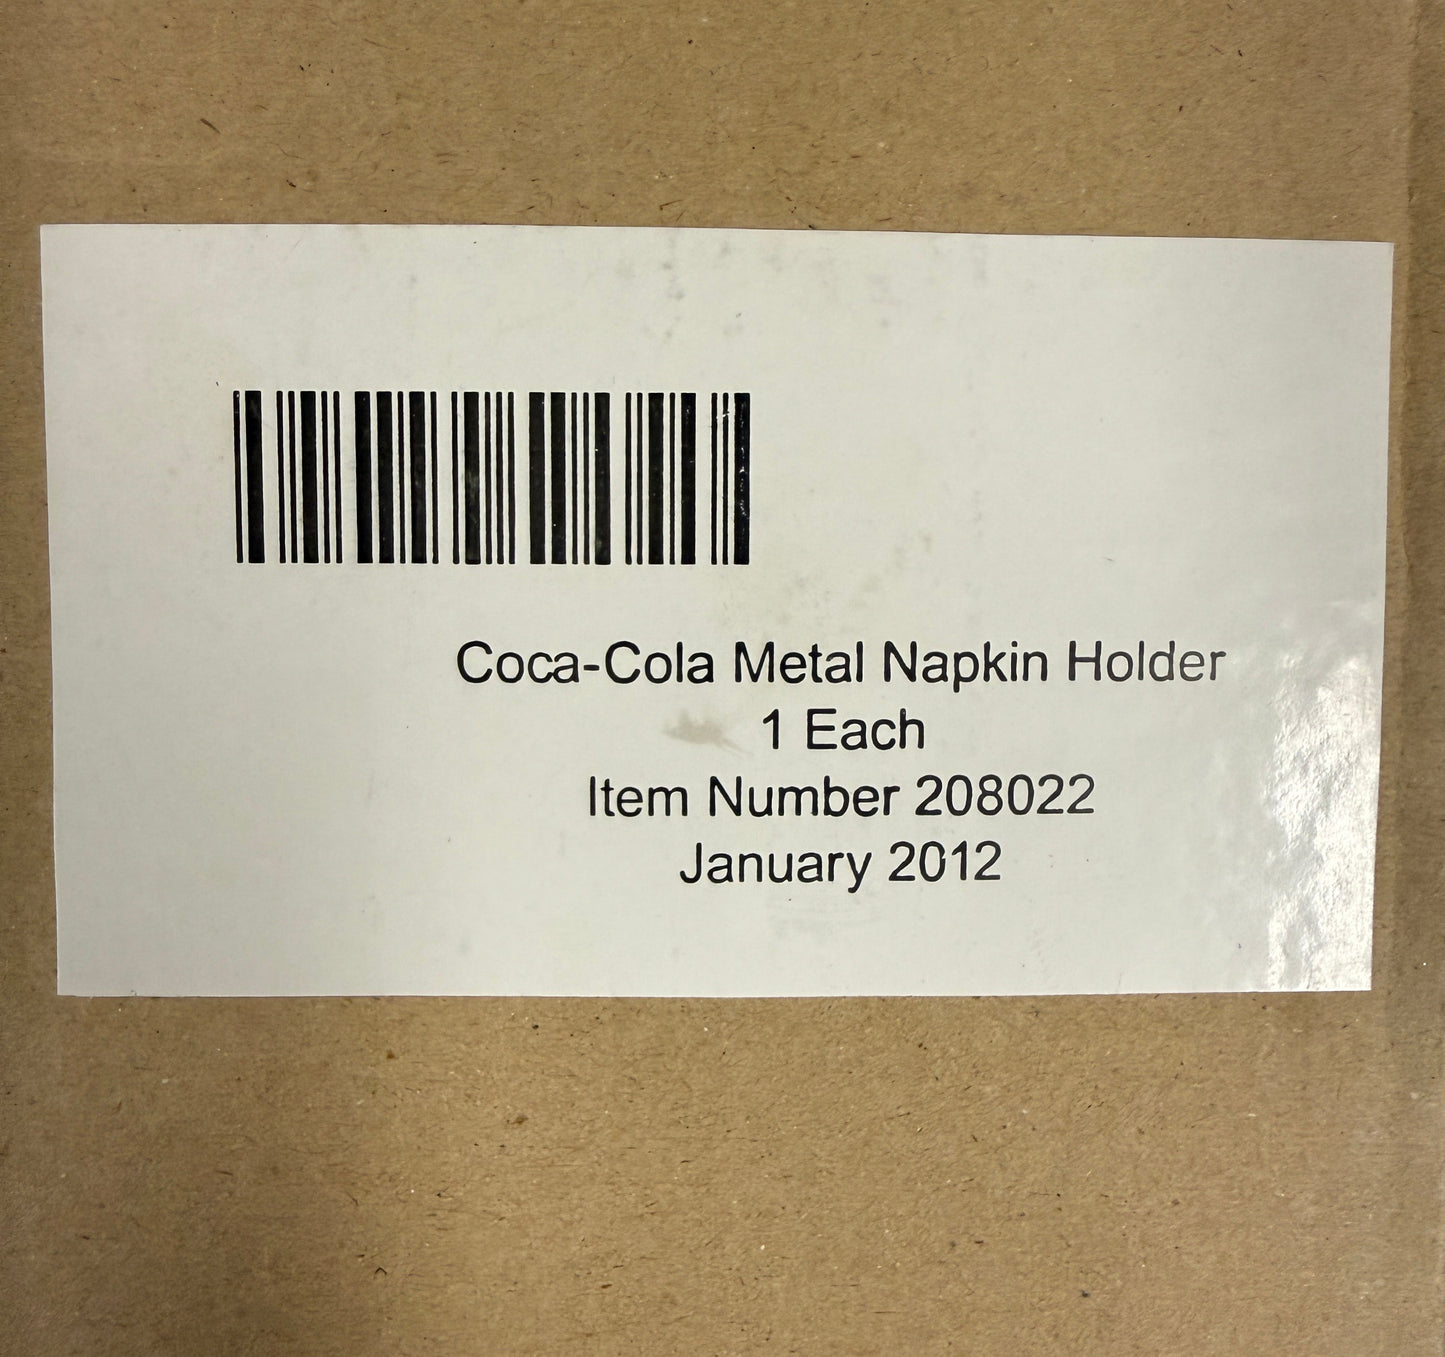 Coca-Cola Metal Napkin Holder
1 Each
Item Number 208022
January 2012